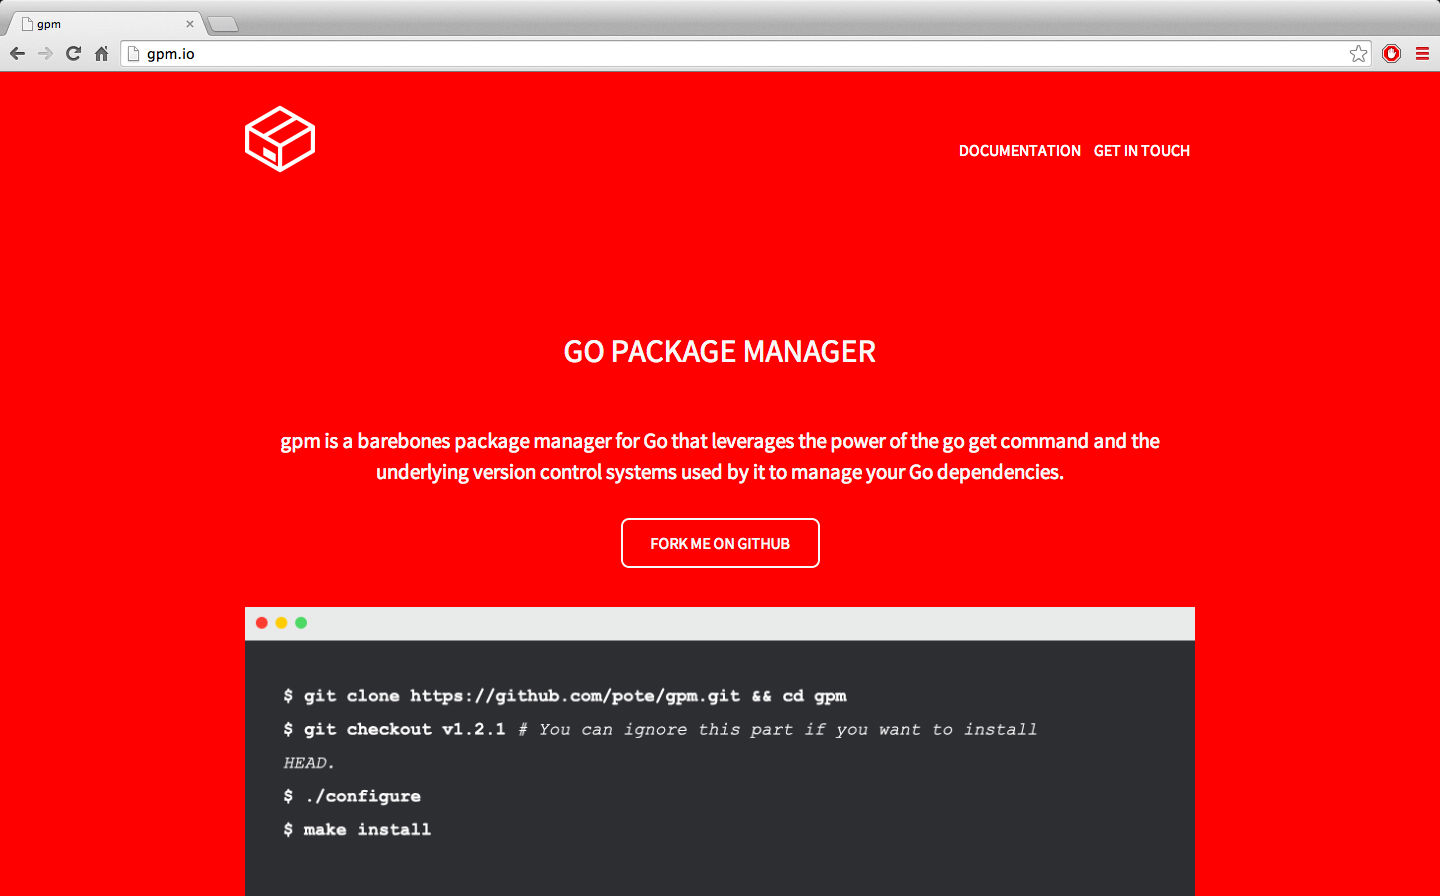 gpm
gpm.io
DOCUMENTATION GET IN TOUCH
GO PACKAGE MANAGER
gpm is a barebones package manager for Go that leverages the power of the go get command and the
underlying version control systems used by it to manage your Go dependencies.
FORK ME ON GITHUB
$ git clone https://github.com/pote/gpm.git && cd gpm
$ git checkout v1.2.1 # You can ignore this part if you want to install
HEAD.
$ ./configure
$ make install